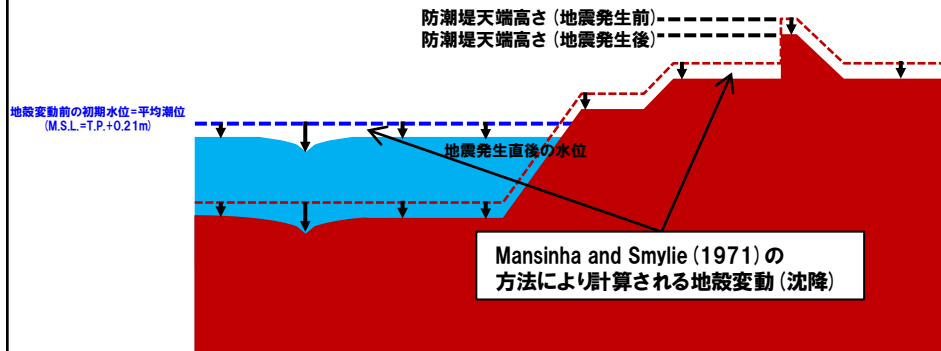 防潮堤天端高さ(地震発生前)
防潮堤天端高さ(地震発生後)
地殻変動前の初期水位=平均潮位
(M.S.L.=T.P.+0.21m)
地震発生直後の水位
Mansinha and Smylie(1971)の
方法により計算される地殻変動(沈降)